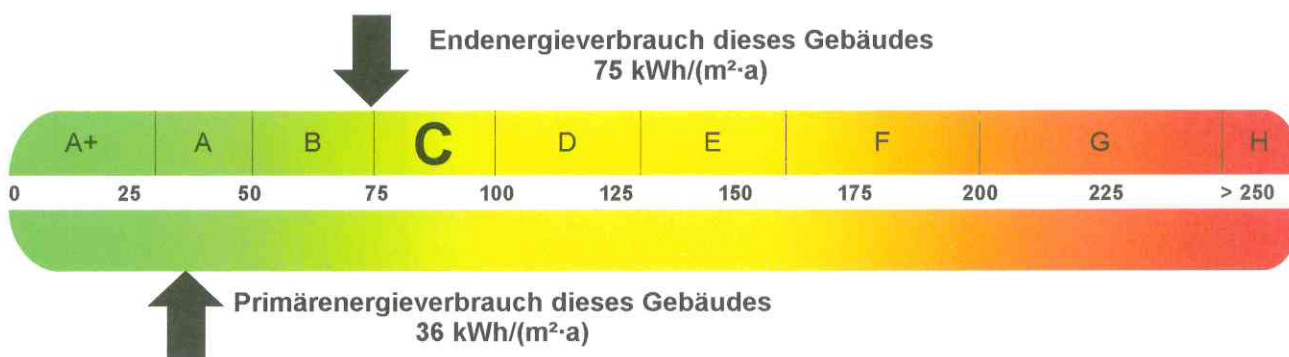 Endenergieverbrauch dieses Gebäudes
75 kWh/(m²·a)
A+ A B C D E F G H
0 25 50 75 100 125 150 175 200 225 > 250
Primärenergieverbrauch dieses Gebäudes
36 kWh/(m²·a)